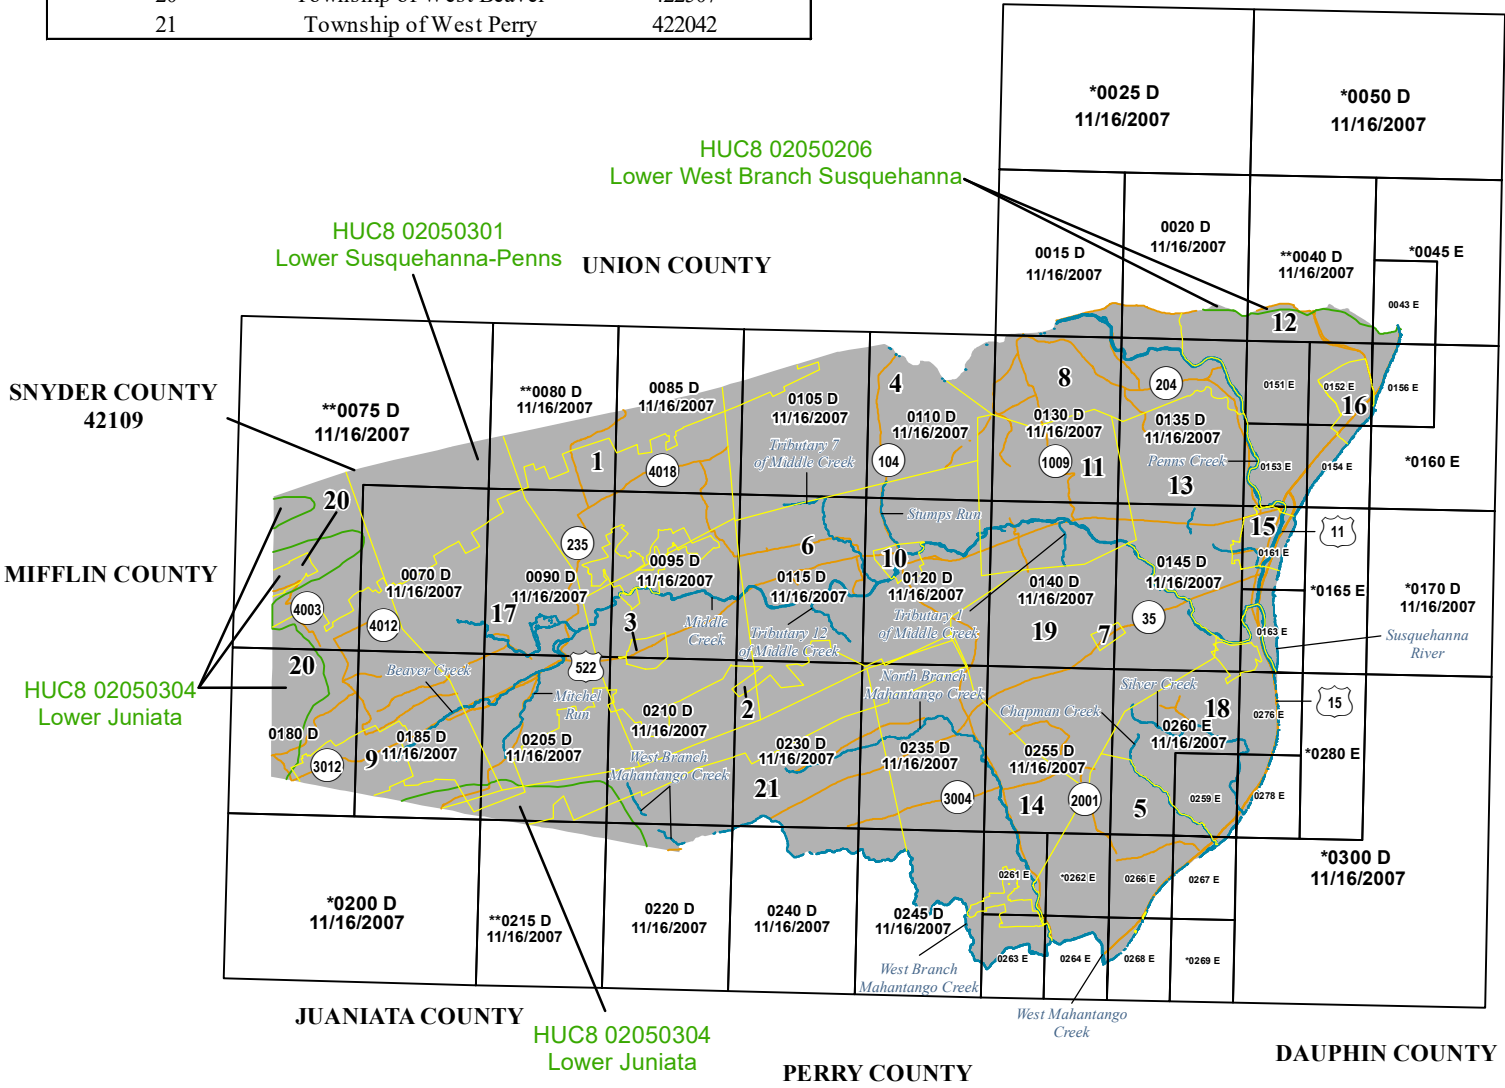 20 Township of West Beaver 422307
21 Township of West Perry 422042
*0025 D
11/16/2007
*0050 D
11/16/2007
HUC8 02050206
Lower West Branch Susquehanna
HUC8 02050301
Lower Susquehanna-Penns
UNION COUNTY
0015 D
11/16/2007
0020 D
11/16/2007
**0040 D
11/16/2007
*0045 E
0043 E
12
SNYDER COUNTY
42109
**0075 D
11/16/2007
**0080 D
11/16/2007
0085 D
11/16/2007
0105 D
11/16/2007
4
0110 D
11/16/2007
8
0130 D
11/16/2007
204
0135 D
11/16/2007
0151 E
0152 E
0156 E
16
1
4018
Tributary 7
of Middle Creek
104
1009
11
Penns Creek
13
0153 E
0154 E
*0160 E
20
235
Stumps Run
6
10
15
11
0161 E
MIFFLIN COUNTY
0070 D
11/16/2007
0090 D
11/16/2007
0095 D
11/16/2007
0115 D
11/16/2007
0120 D
11/16/2007
0140 D
11/16/2007
0145 D
11/16/2007
*0165 E
*0170 D
11/16/2007
4003
4012
17
3
Middle
Creek
Tributary 12
of Middle Creek
Tributary 1
of Middle Creek
19
7
35
0163 E
Susquehanna
River
HUC8 02050304
Lower Juniata
20
Beaver Creek
522
Mitchel
Run
2
North Branch
Mahantango Creek
Chapman Creek
Silver Creek
18
0276 E
15
0180 D
3012
9
0185 D
11/16/2007
0205 D
11/16/2007
0210 D
11/16/2007
West Branch
Mahantango Creek
0230 D
11/16/2007
21
0235 D
11/16/2007
3004
0255 D
11/16/2007
14
2001
5
0260 E
11/16/2007
0259 E
0278 E
*0280 E
*0200 D
11/16/2007
**0215 D
11/16/2007
0220 D
11/16/2007
0240 D
11/16/2007
0245 D
11/16/2007
0261 E
*0262 E
0266 E
0267 E
*0300 D
11/16/2007
0263 E
0264 E
0268 E
*0269 E
West Branch
Mahantango Creek
West Mahantango
Creek
JUANIATA COUNTY
HUC8 02050304
Lower Juniata
PERRY COUNTY
DAUPHIN COUNTY